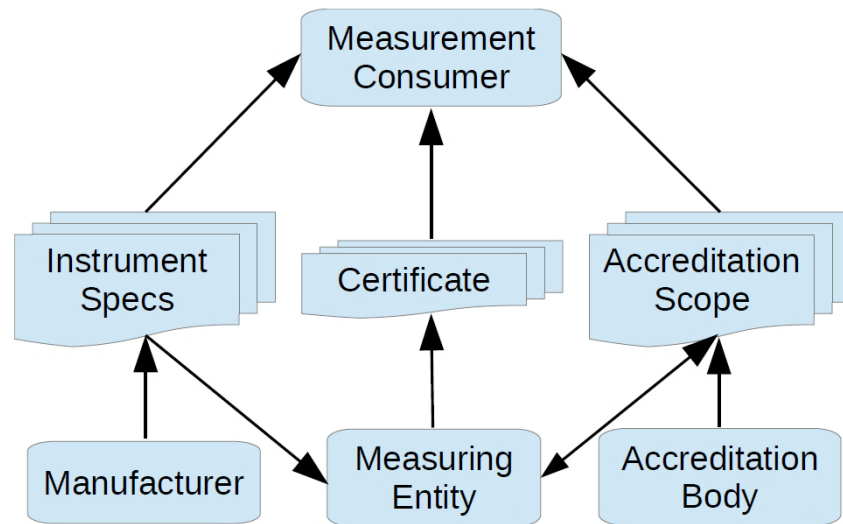 Measurement
Consumer
Instrument
Specs
Certificate
Accreditation
Scope
Manufacturer
Measuring
Entity
Accreditation
Body